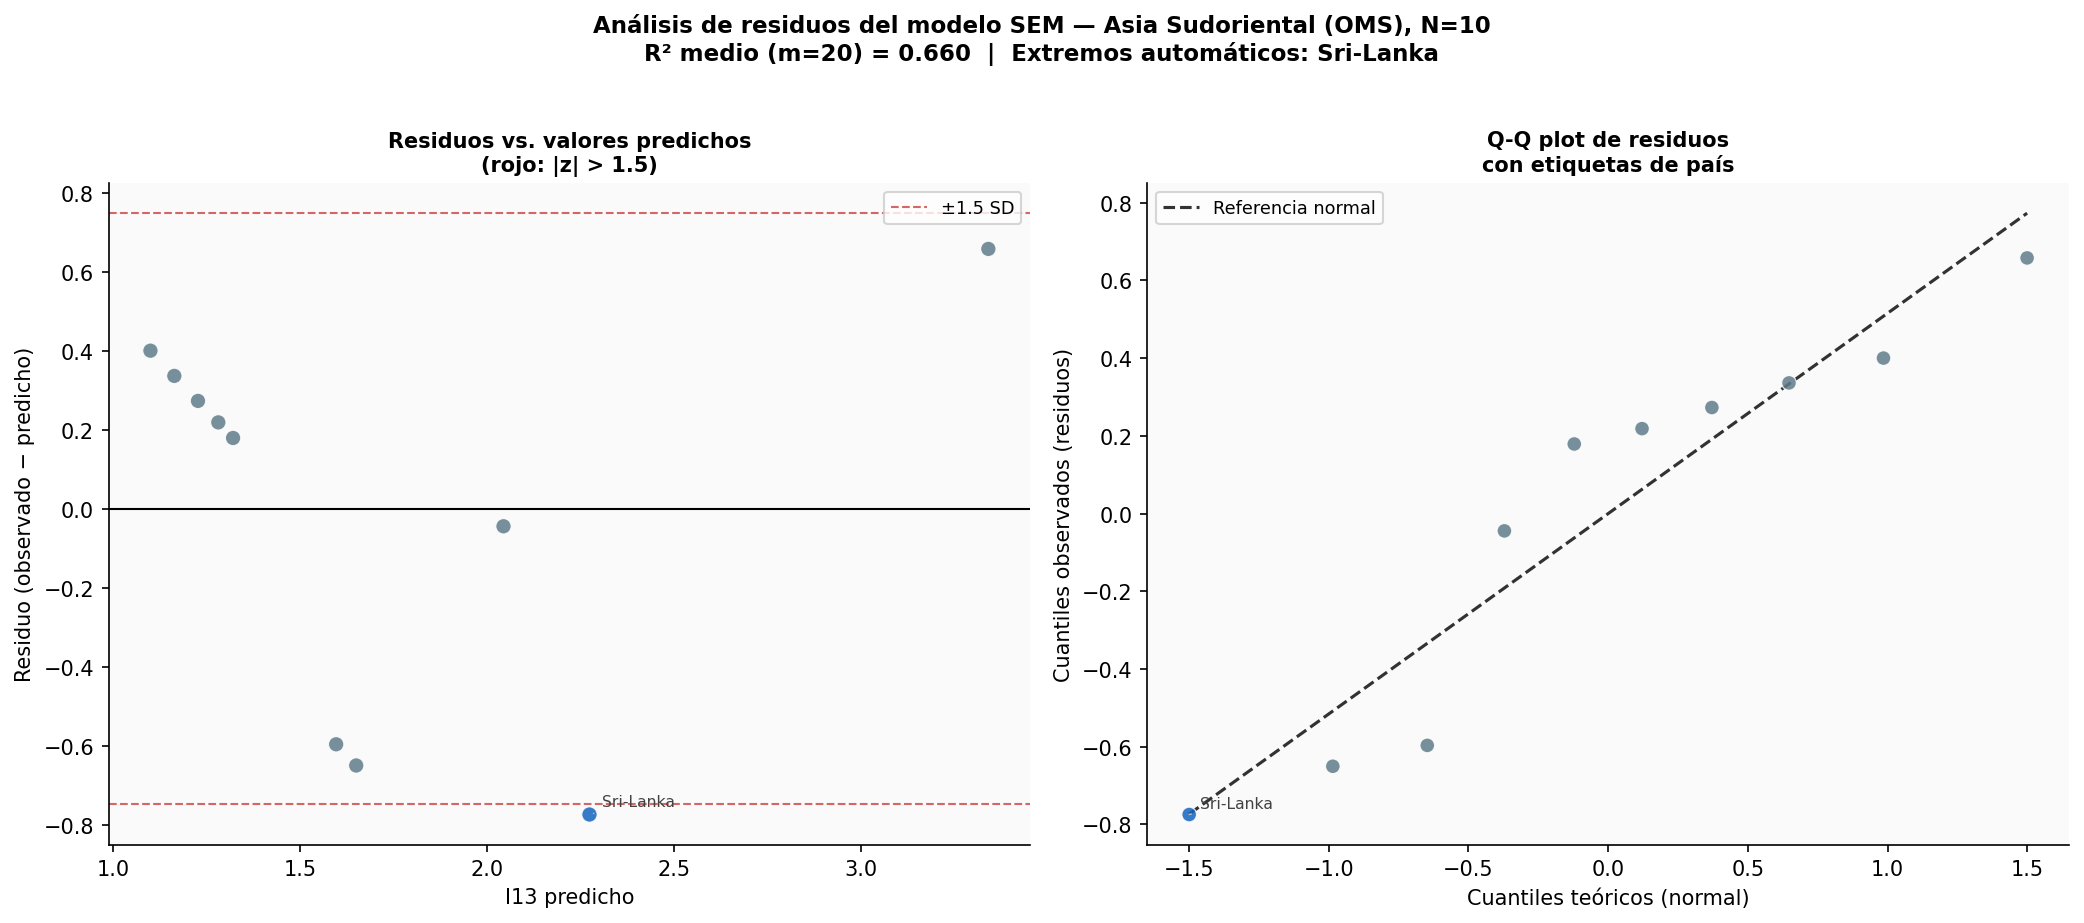 Análisis de residuos del modelo SEM — Asia Sudoriental (OMS), N=10
R² medio (m=20) = 0.660  |  Extremos automáticos: Sri-Lanka
Residuos vs. valores predichos
(rojo: |z| > 1.5)
±1.5 SD
0.8
0.6
0.4
0.2
0.0
−0.2
−0.4
−0.6
−0.8
Residuo (observado − predicho)
Sri-Lanka
1.0
1.5
2.0
2.5
3.0
I13 predicho
Q-Q plot de residuos
con etiquetas de país
Referencia normal
0.8
0.6
0.4
0.2
0.0
−0.2
−0.4
−0.6
−0.8
Cuantiles observados (residuos)
Sri-Lanka
−1.5
−1.0
−0.5
0.0
0.5
1.0
1.5
Cuantiles teóricos (normal)